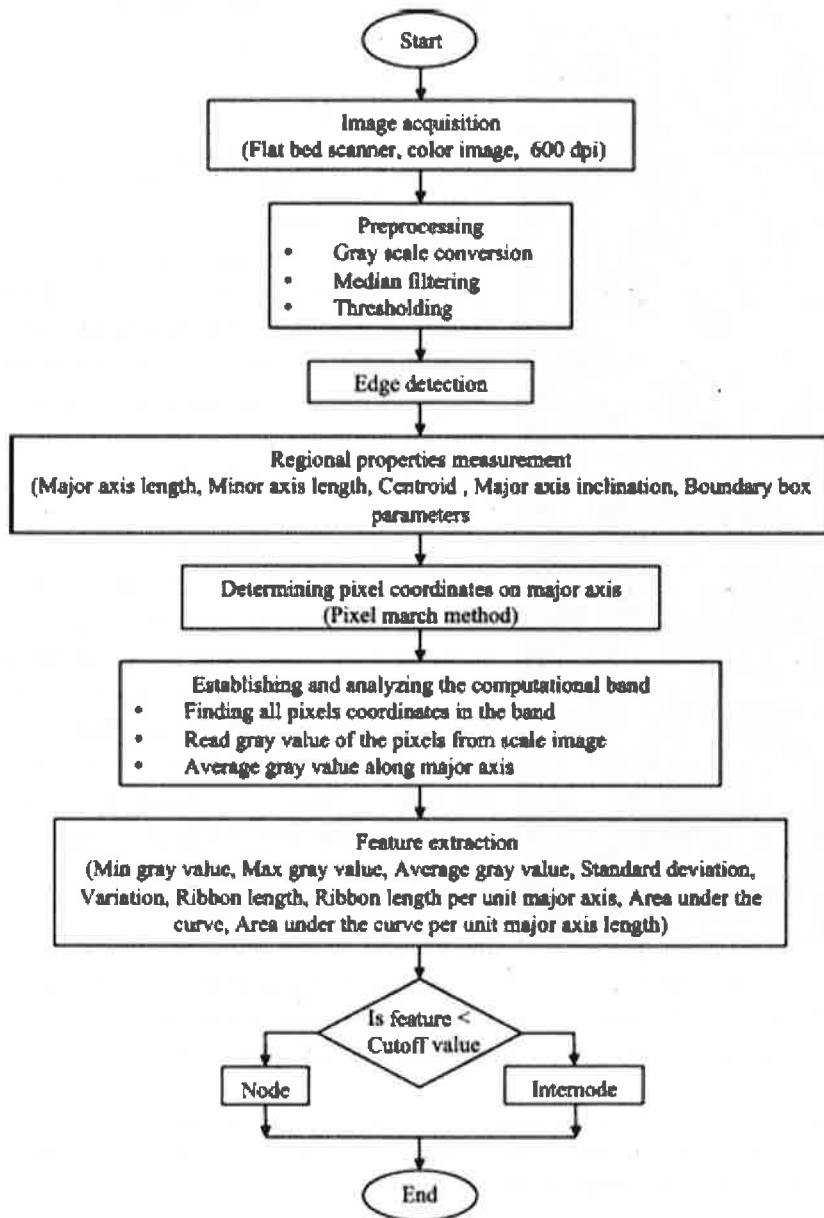 Start
Image acquisition
(Flat bed scanner, color image, 600 dpi)
Preprocessing
• Gray scale conversion
• Median filtering
• Thresholding
Edge detection
Regional properties measurement
(Major axis length, Minor axis length, Centroid , Major axis inclination, Boundary box
parameters
Determining pixel coordinates on major axis
(Pixel march method)
Establishing and analyzing the computational band
• Finding all pixels coordinates in the band
• Read gray value of the pixels from scale image
• Average gray value along major axis
Feature extraction
(Min gray value, Max gray value, Average gray value, Standard deviation,
Variation, Ribbon length, Ribbon length per unit major axis, Area under the
curve, Area under the curve per unit major axis length)
Is feature <
Cutoff value
Node
Internode
End